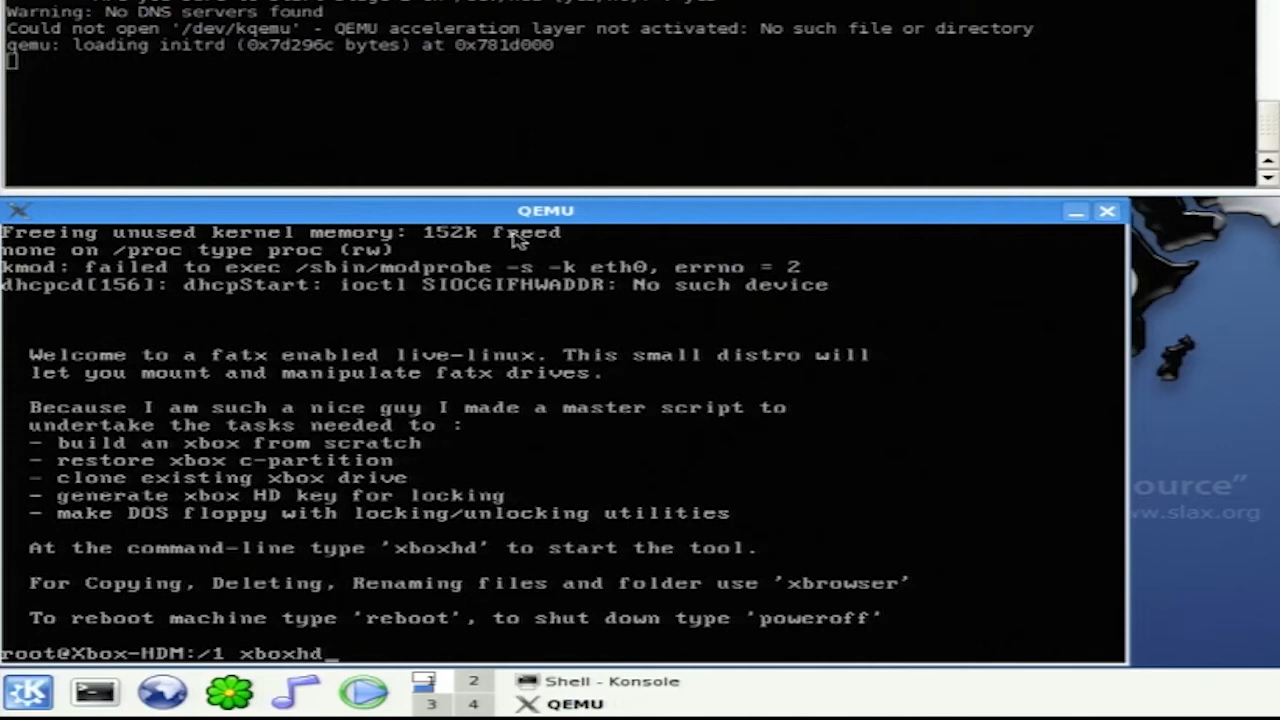 Warning: No DNS servers found
Could not open '/dev/kqemu' - QEMU acceleration layer not activated: No such file or directory
qemu: loading initrd (0x7d296c bytes) at 0x781d000
QEMU
Freeing unused kernel memory: 152k freed
none on /proc type proc (rw)
kmod: failed to exec /sbin/modprobe -s -k eth0, errno = 2
dhcpcd[156]: dhcpStart: ioctl SIOCGIFHWADDR: No such device
Welcome to a fatx enabled live-linux. This small distro will
let you mount and manipulate fatx drives.
Because I am such a nice guy I made a master script to
undertake the tasks needed to :
- build an xbox from scratch
- restore xbox c-partition
- clone existing xbox drive
- generate xbox HD key for locking
- make DOS floppy with locking/unlocking utilities
At the command-line type 'xboxhd' to start the tool.
For Copying, Deleting, Renaming files and folder use 'xbrowser'
To reboot machine type 'reboot', to shut down type 'poweroff'
root@Xbox-HDM:/1 xboxhd_
ource"
ww.slax.org
1 2 Shell - Konsole
3 4 QEMU